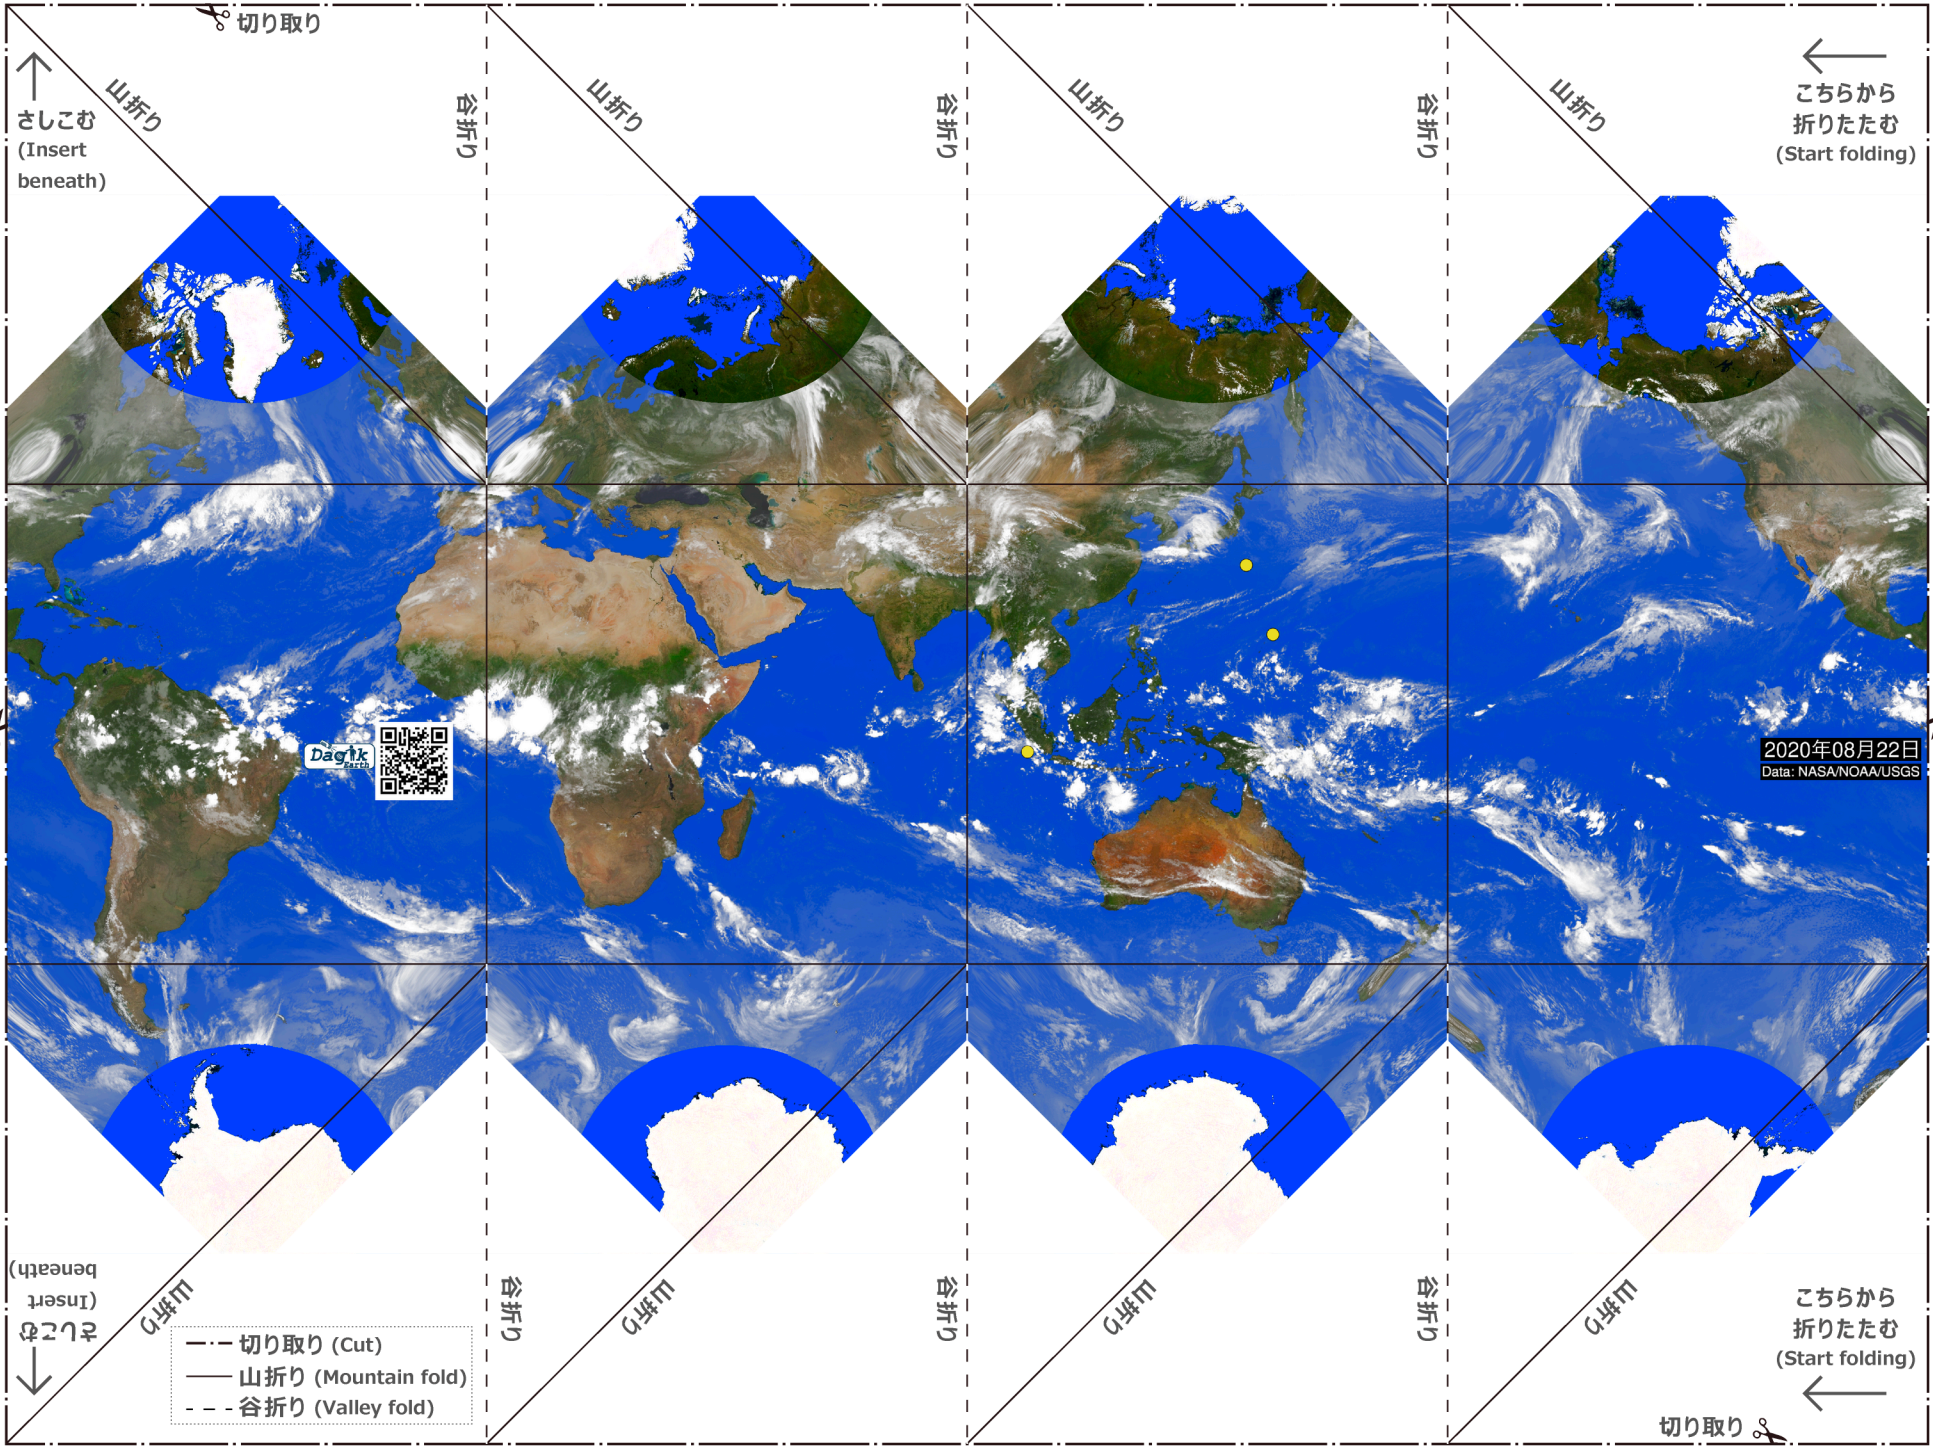 切り取り
さしこむ
(Insert
beneath)
山折り
谷折り
山折り
谷折り
山折り
谷折り
山折り
こちらから
折りたたむ
(Start folding)
Dagik
Earth
2020年08月22日
Data: NASA/NOAA/USGS
さしこむ
(Insert
beneath)
山折り
谷折り
山折り
谷折り
山折り
谷折り
山折り
こちらから
折りたたむ
(Start folding)
切り取り (Cut)
山折り (Mountain fold)
谷折り (Valley fold)
切り取り